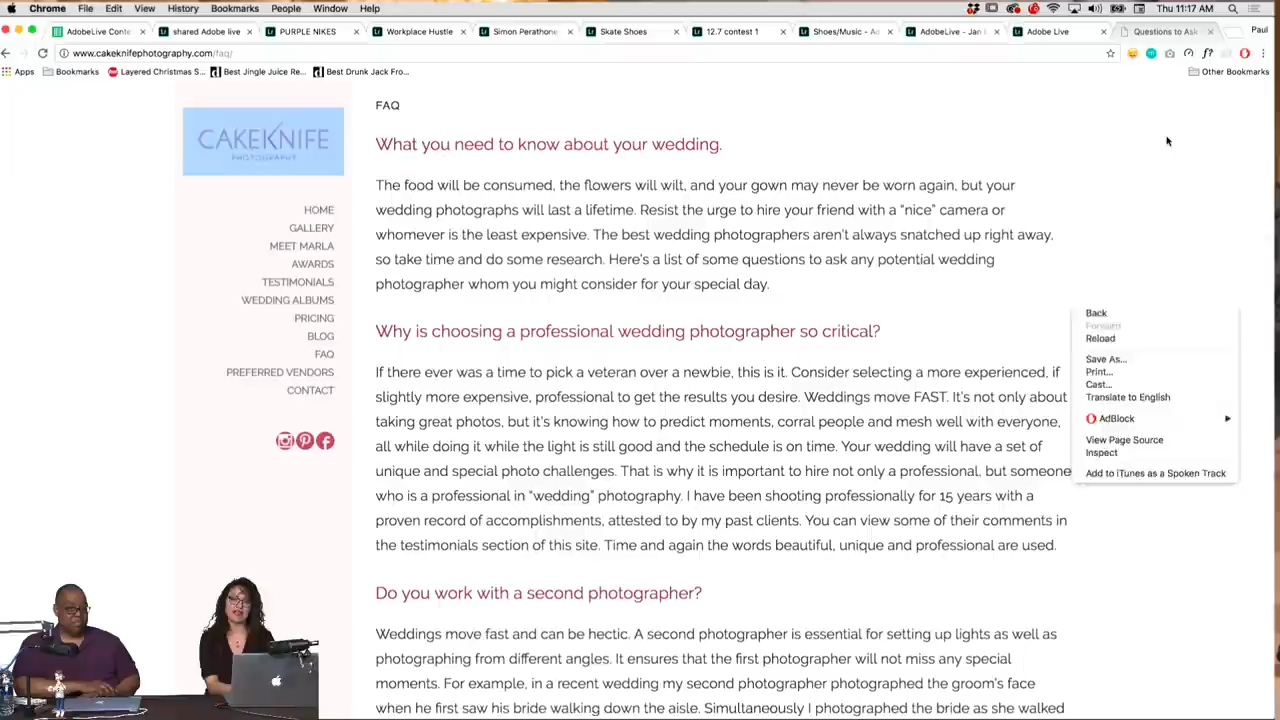 Chrome File Edit View History Bookmarks People Window Help Thu 11:17 AM
AdobeLive Conte shared Adobe live PURPLE NIKES Workplace Hustle Simon Perathone Skate Shoes 12.7 contest 1 Shoes/Music - Ad AdobeLive - Jan Adobe Live Questions to Ask Paul
www.cakeknifephotography.com/faq/
Apps Bookmarks Layered Christmas S... Best Jingle Juice Re... Best Drunk Jack Fro... Other Bookmarks
CAKEKNIFE
PHOTOGRAPHY
HOME
GALLERY
MEET MARLA
AWARDS
TESTIMONIALS
WEDDING ALBUMS
PRICING
BLOG
FAQ
PREFERRED VENDORS
CONTACT
FAQ
What you need to know about your wedding.
The food will be consumed, the flowers will wilt, and your gown may never be worn again, but your
wedding photographs will last a lifetime. Resist the urge to hire your friend with a “nice” camera or
whomever is the least expensive. The best wedding photographers aren't always snatched up right away,
so take time and do some research. Here's a list of some questions to ask any potential wedding
photographer whom you might consider for your special day.
Why is choosing a professional wedding photographer so critical?
If there ever was a time to pick a veteran over a newbie, this is it. Consider selecting a more experienced, if
slightly more expensive, professional to get the results you desire. Weddings move FAST. It's not only about
taking great photos, but it's knowing how to predict moments, corral people and mesh well with everyone,
all while doing it while the light is still good and the schedule is on time. Your wedding will have a set of
unique and special photo challenges. That is why it is important to hire not only a professional, but someone
who is a professional in “wedding” photography. I have been shooting professionally for 15 years with a
proven record of accomplishments, attested to by my past clients. You can view some of their comments in
the testimonials section of this site. Time and again the words beautiful, unique and professional are used.
Do you work with a second photographer?
Weddings move fast and can be hectic. A second photographer is essential for setting up lights as well as
photographing from different angles. It ensures that the first photographer will not miss any special
moments. For example, in a recent wedding my second photographer photographed the groom's face
when he first saw his bride walking down the aisle. Simultaneously I photographed the bride as she walked
Back
Forward
Reload
Save As...
Print...
Cast...
Translate to English
AdBlock
View Page Source
Inspect
Add to iTunes as a Spoken Track